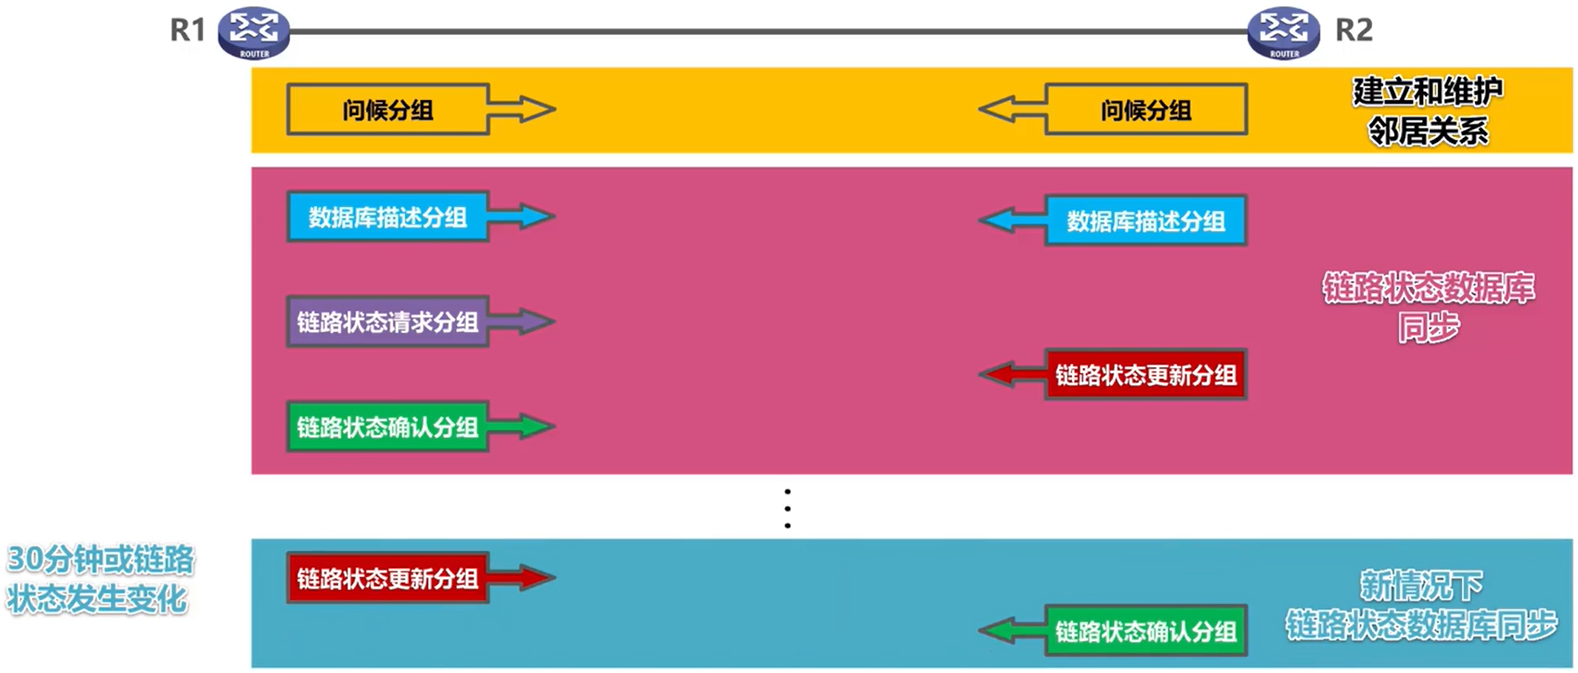 R1
ROUTER
ROUTER
R2
问候分组
问候分组
建立和维护
邻居关系
数据库描述分组
数据库描述分组
链路状态请求分组
链路状态数据库
同步
链路状态更新分组
链路状态确认分组
30分钟或链路
状态发生变化
链路状态更新分组
链路状态确认分组
新情况下
链路状态数据库同步